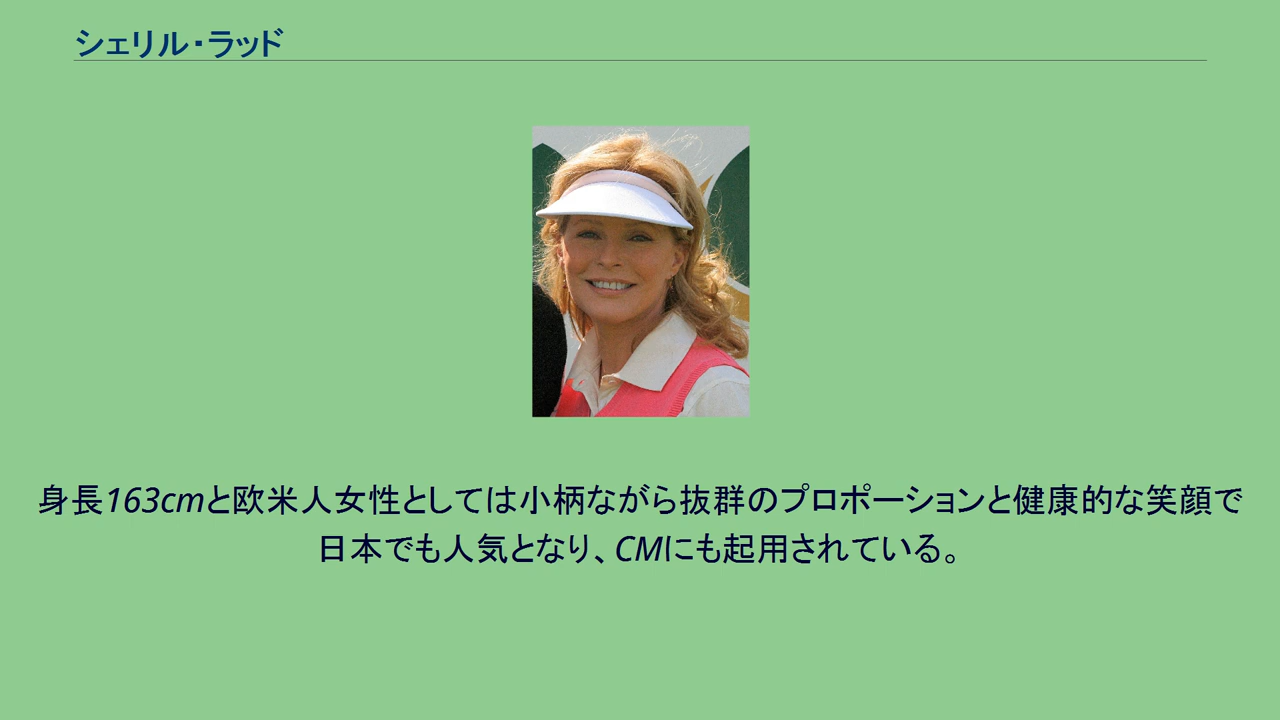 シェリル・ラッド
身長163cmと欧米人女性としては小柄ながら抜群のプロポーションと健康的な笑顔で
日本でも人気となり、CMにも起用されている。